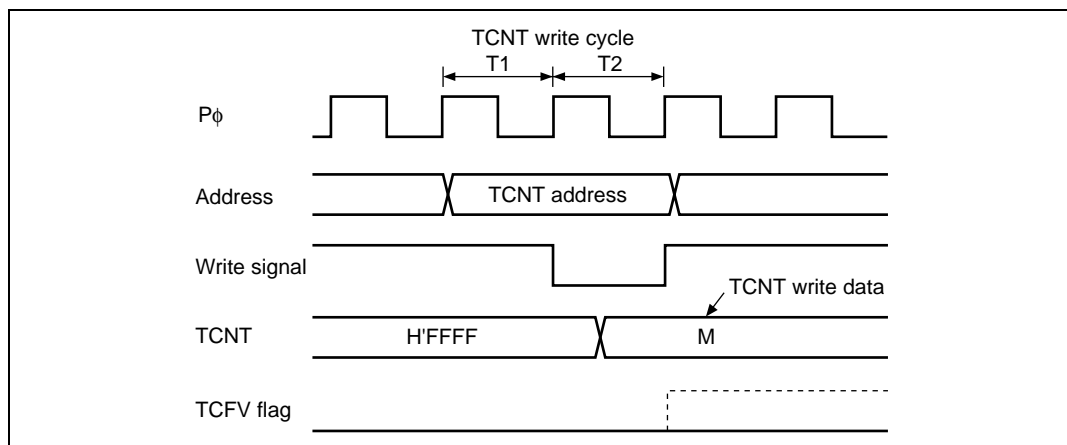 TCNT write cycle
T1 T2
Pϕ
Address TCNT address
Write signal
TCNT write data
TCNT H'FFFF M
TCFV flag